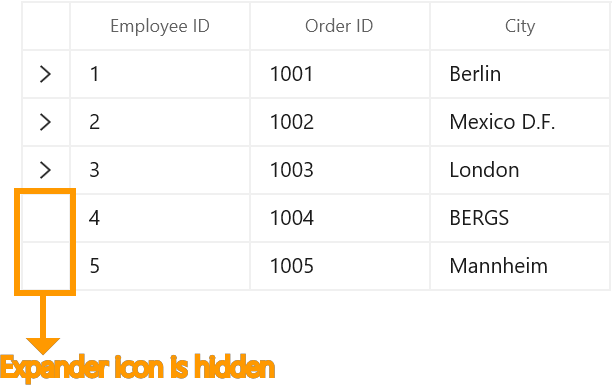 Employee ID Order ID City
1 1001 Berlin
2 1002 Mexico D.F.
3 1003 London
4 1004 BERGS
5 1005 Mannheim
Expander icon is hidden